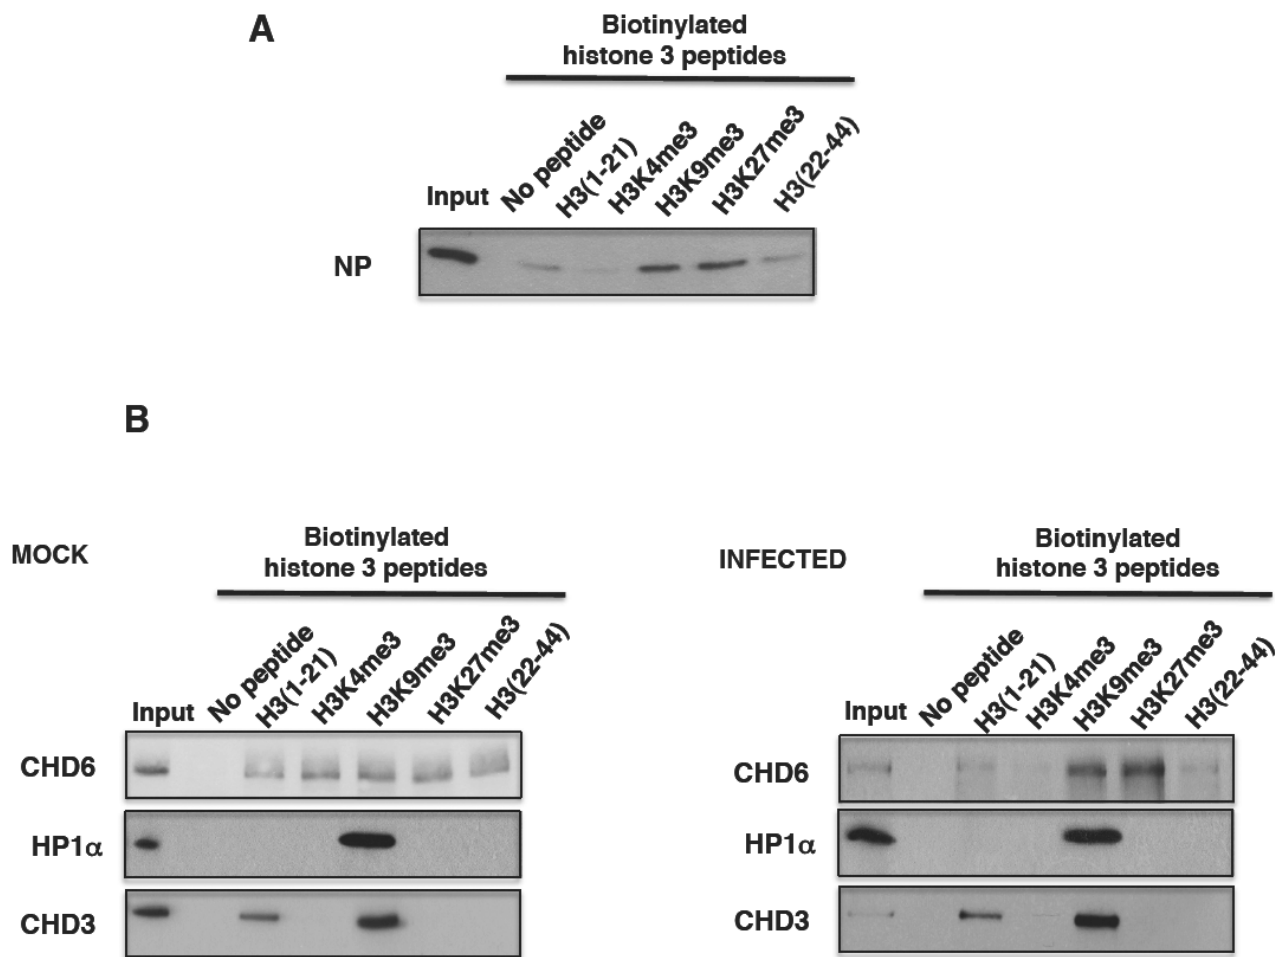 A
Biotinylated
histone 3 peptides
Input
No peptide
H3(1-21)
H3K4me3
H3K9me3
H3K27me3
H3(22-44)
NP
B
MOCK
Biotinylated
histone 3 peptides
Input
No peptide
H3(1-21)
H3K4me3
H3K9me3
H3K27me3
H3(22-44)
CHD6
HP1α
CHD3
INFECTED
Biotinylated
histone 3 peptides
Input
No peptide
H3(1-21)
H3K4me3
H3K9me3
H3K27me3
H3(22-44)
CHD6
HP1α
CHD3